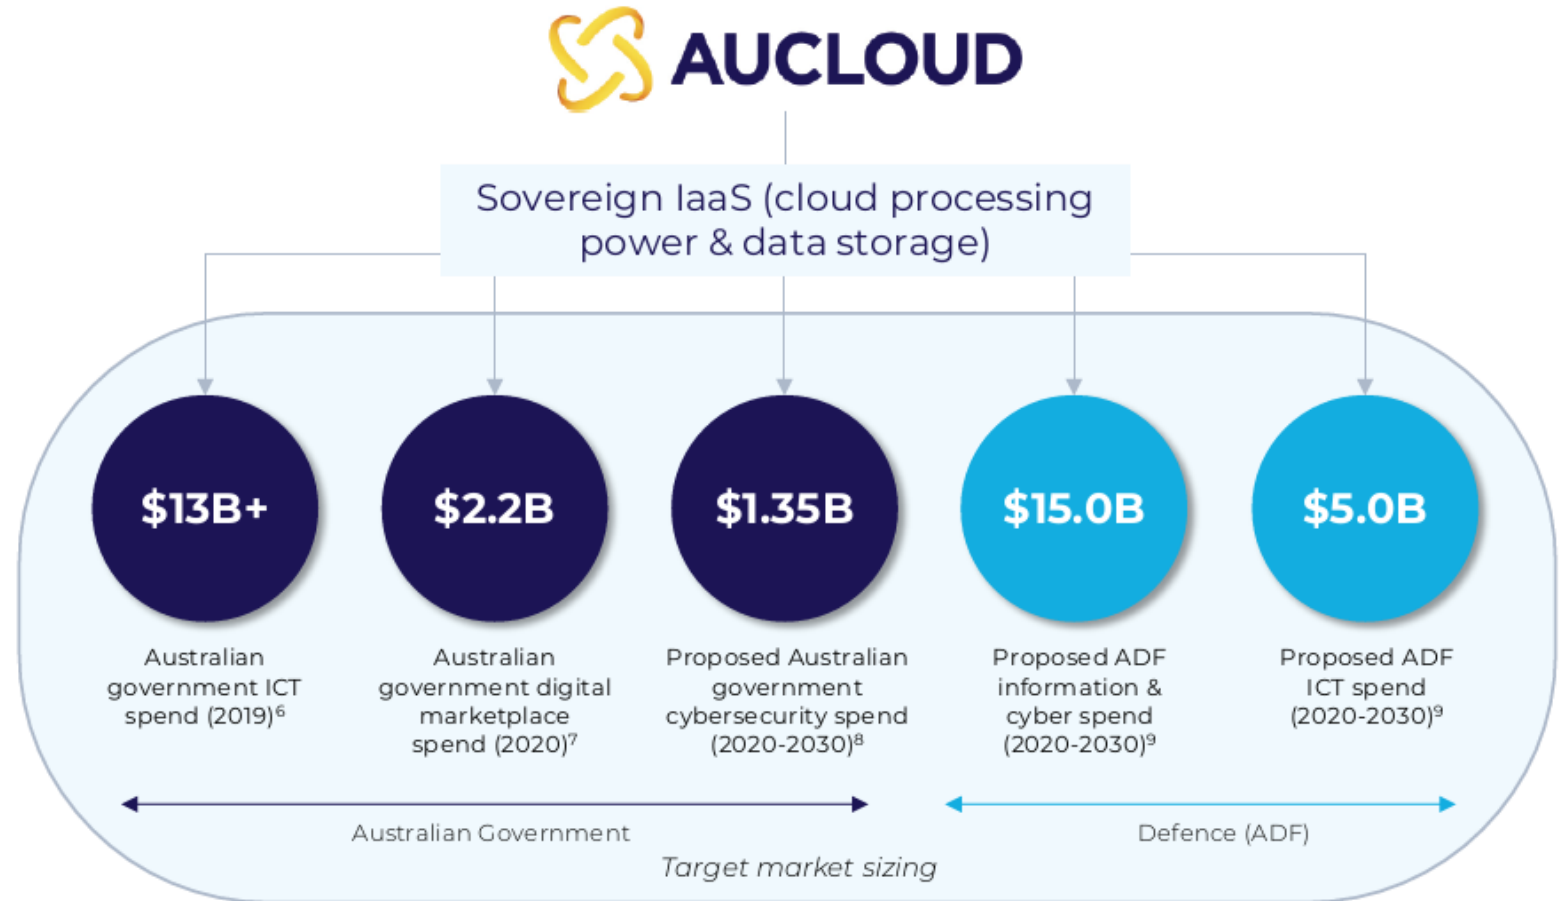 AUCLOUD
Sovereign IaaS (cloud processing
power & data storage)
$13B+
$2.2B
$1.35B
$15.0B
$5.0B
Australian
government ICT
spend (2019)⁶
Australian
government digital
marketplace
spend (2020)⁷
Proposed Australian
government
cybersecurity spend
(2020-2030)⁸
Proposed ADF
information &
cyber spend
(2020-2030)⁹
Proposed ADF
ICT spend
(2020-2030)⁹
Australian Government
Defence (ADF)
Target market sizing